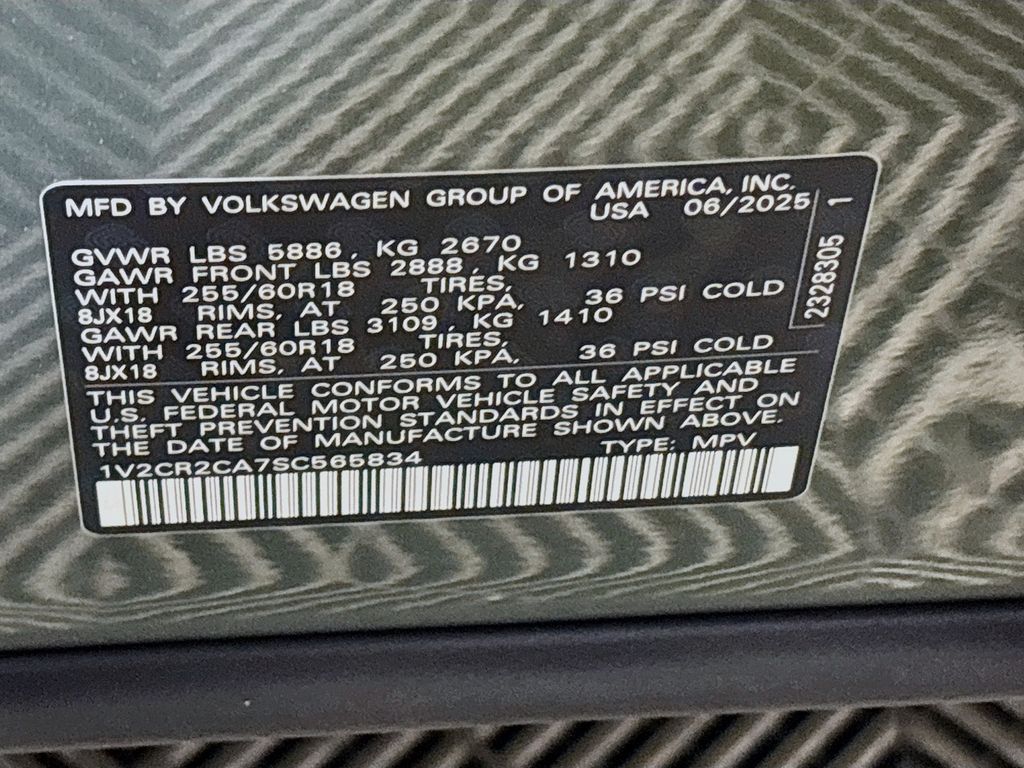 MFD BY VOLKSWAGEN GROUP OF AMERICA, INC.
USA 06/2025
GVWR LBS 5886, KG 2670
GAWR FRONT LBS 2888, KG 1310
WITH 255/60R18 TIRES,
8JX18 RIMS, AT 250 KPA, 36 PSI COLD
GAWR REAR LBS 3109, KG 1410
WITH 255/60R18 TIRES,
8JX18 RIMS, AT 250 KPA, 36 PSI COLD
THIS VEHICLE CONFORMS TO ALL APPLICABLE
U.S. FEDERAL MOTOR VEHICLE SAFETY AND
THEFT PREVENTION STANDARDS IN EFFECT ON
THE DATE OF MANUFACTURE SHOWN ABOVE.
1V2CR2CA7SC565834 TYPE: MPV
2328305 1